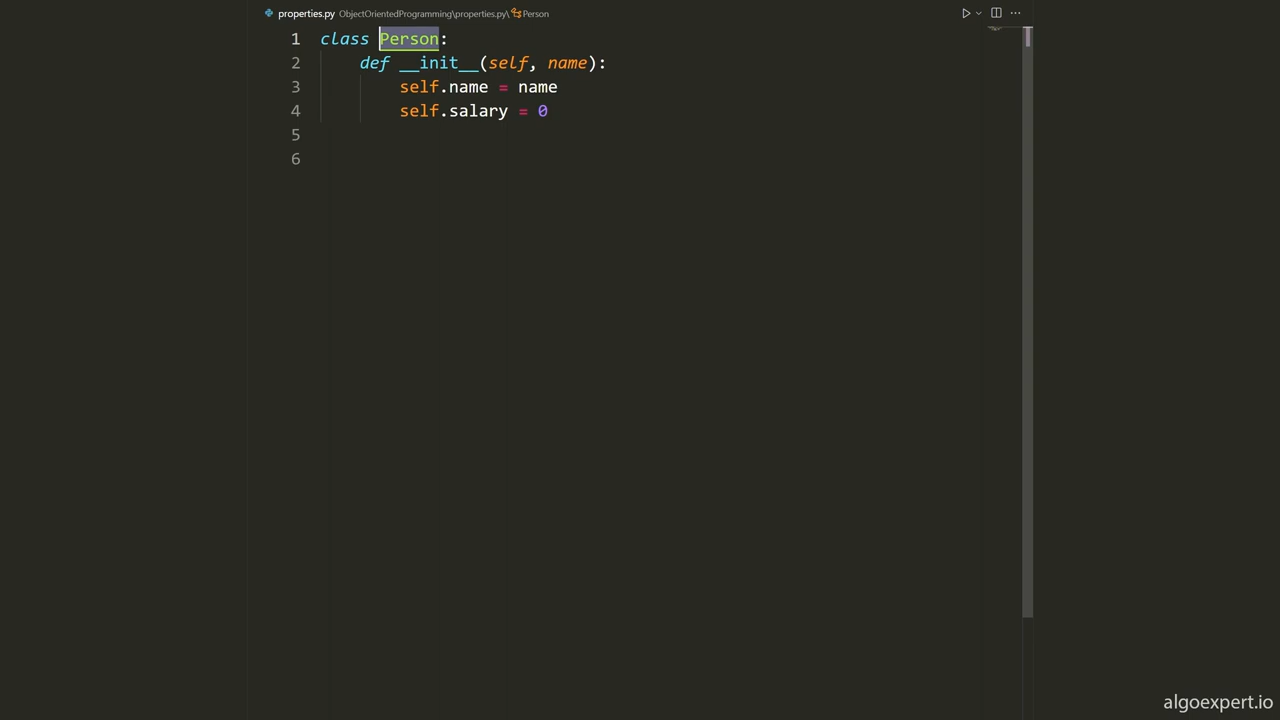 properties.py ObjectOrientedProgramming\properties.py\ Person
1 class Person:
2 def __init__(self, name):
3 self.name = name
4 self.salary = 0
5
6
algoexpert.io